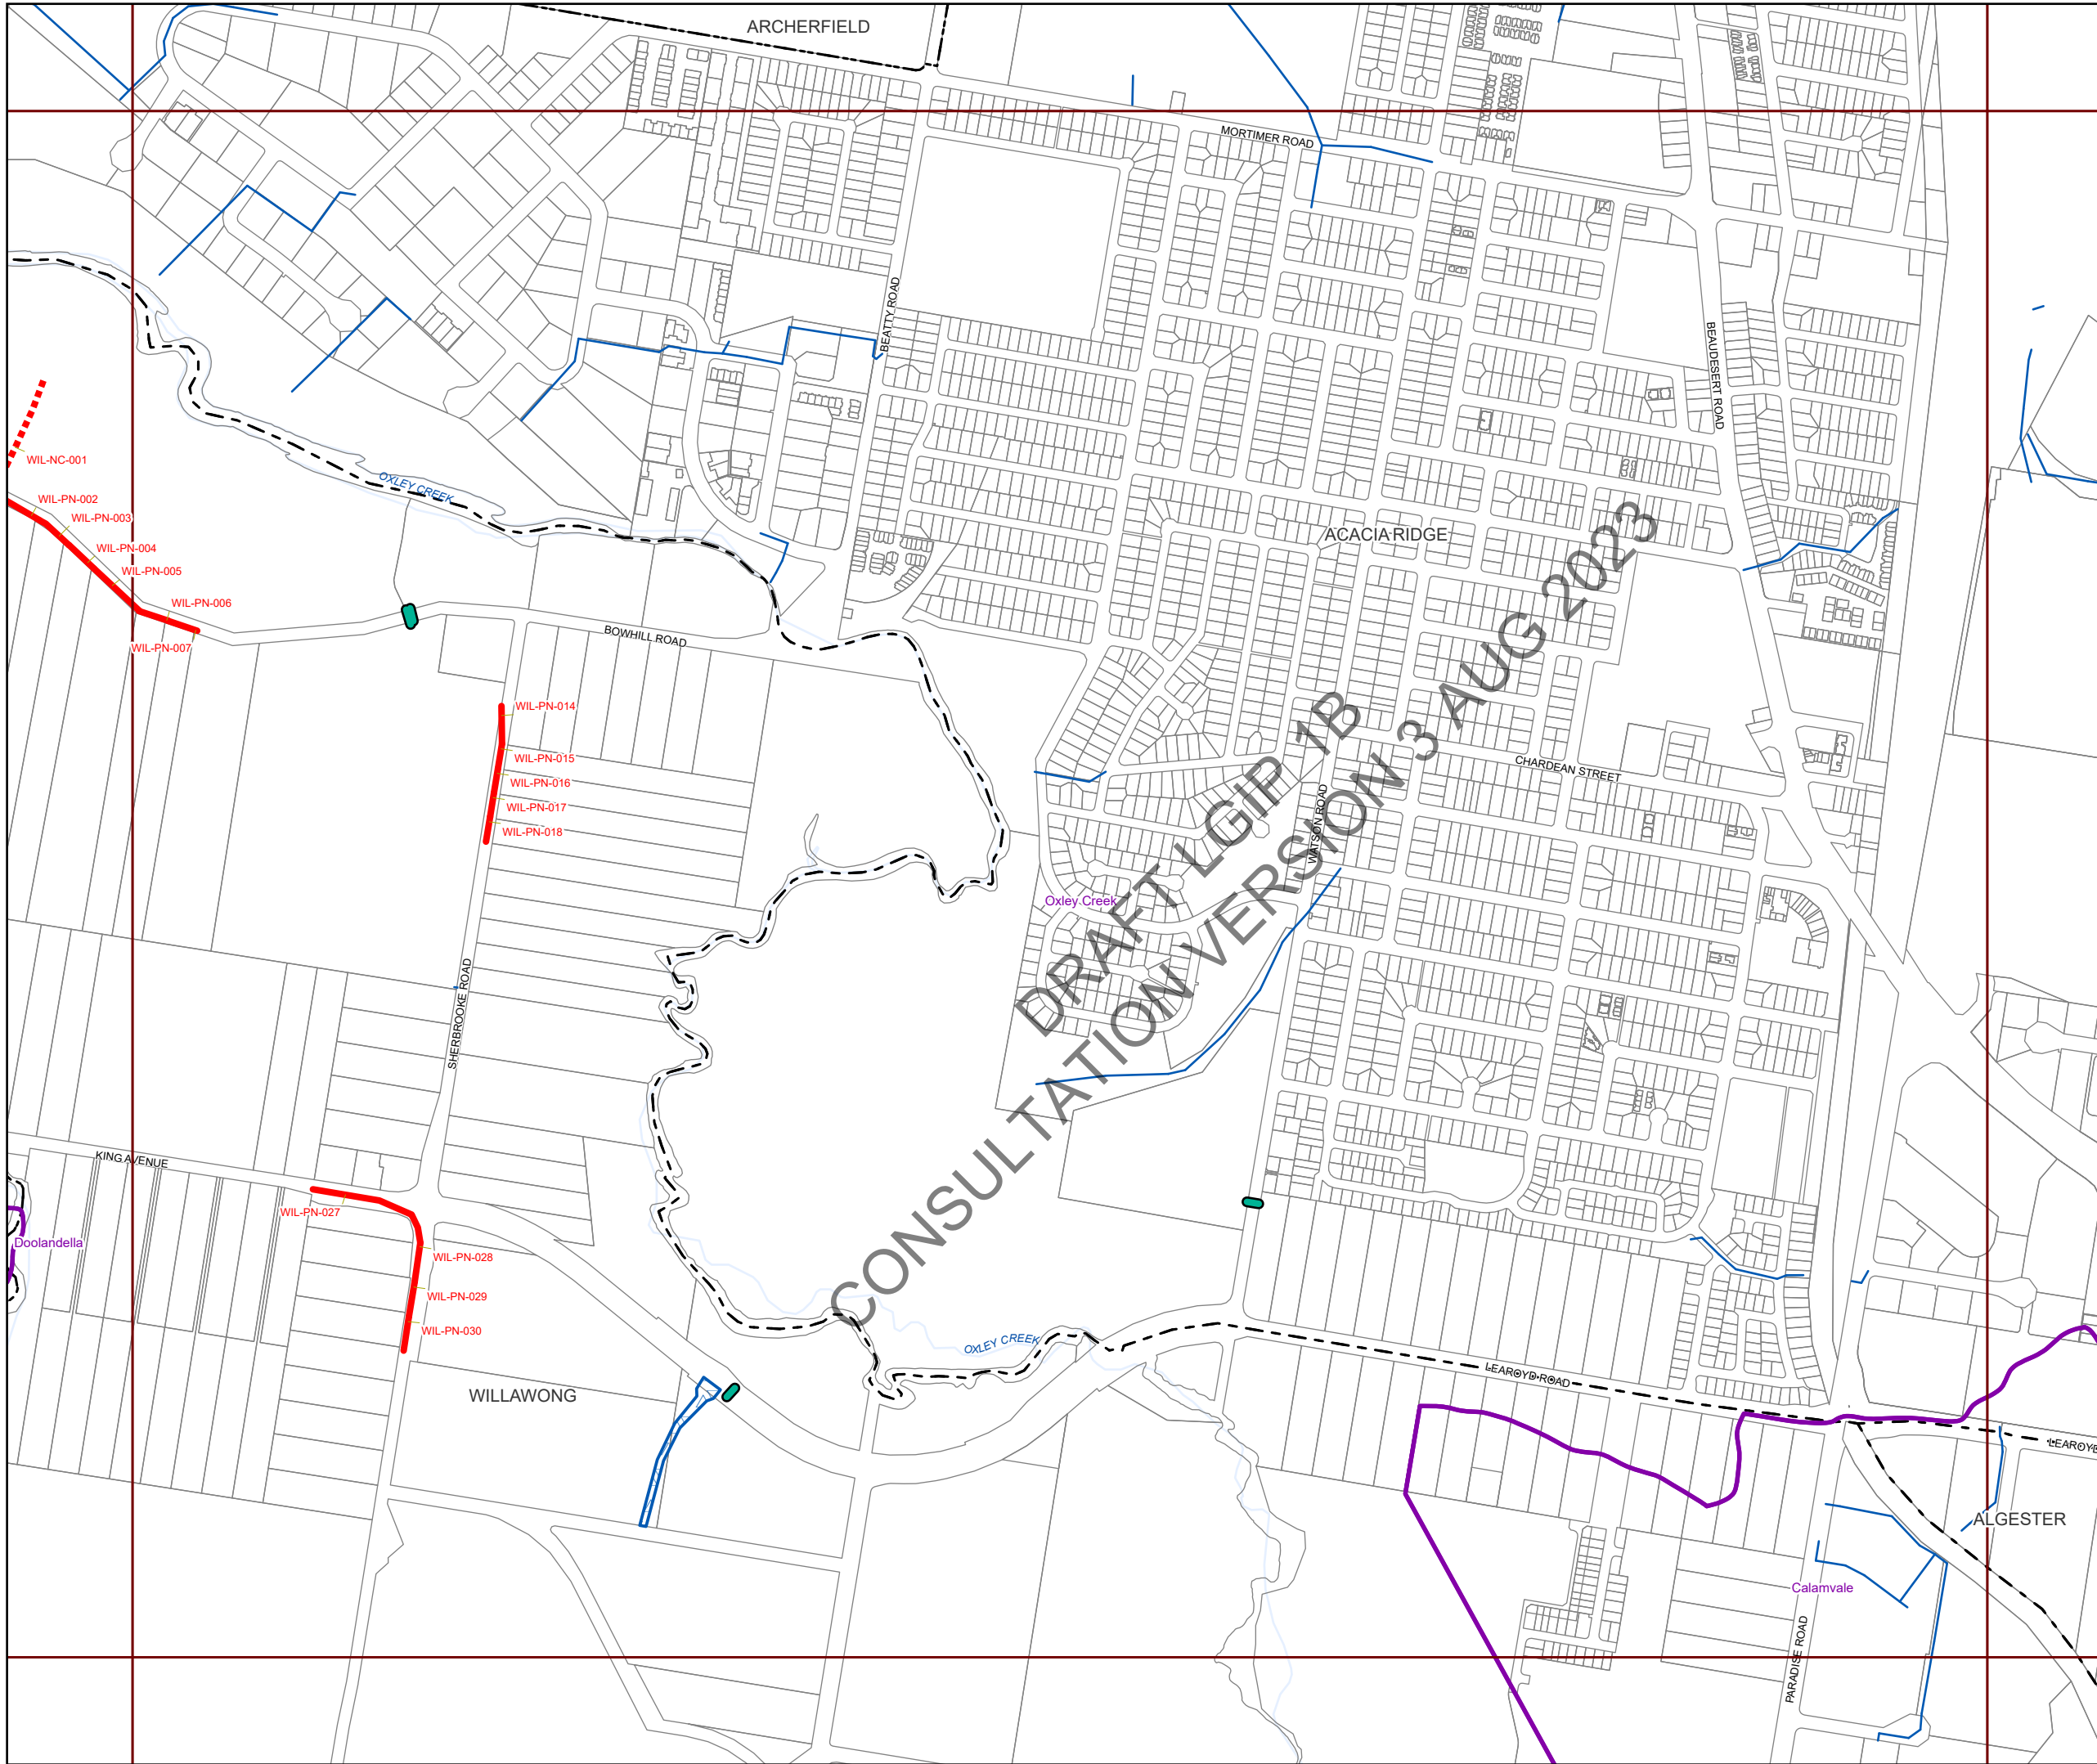 ARCHERFIELD
MORTIMER ROAD
BEATTY ROAD
BEAUDESERT ROAD
WIL-NC-001
OXLEY CREEK
WIL-PN-002
WIL-PN-003
ACACIA RIDGE
WIL-PN-004
WIL-PN-005
WIL-PN-006
BOWHILL ROAD
WIL-PN-007
WIL-PN-014
WIL-PN-015
CHARDEAN STREET
WIL-PN-016
WIL-PN-017
WATSON ROAD
WIL-PN-018
Oxley Creek
DRAFT LGIP 1B
CONSULTATION VERSION 3 AUG 2023
SHERBROOKE ROAD
KING AVENUE
WIL-PN-027
Doolandella
WIL-PN-028
WIL-PN-029
WIL-PN-030
OXLEY CREEK
LEAROYD ROAD
WILLAWONG
LEAROYD
ALGESTER
Calamvale
PARADISE ROAD